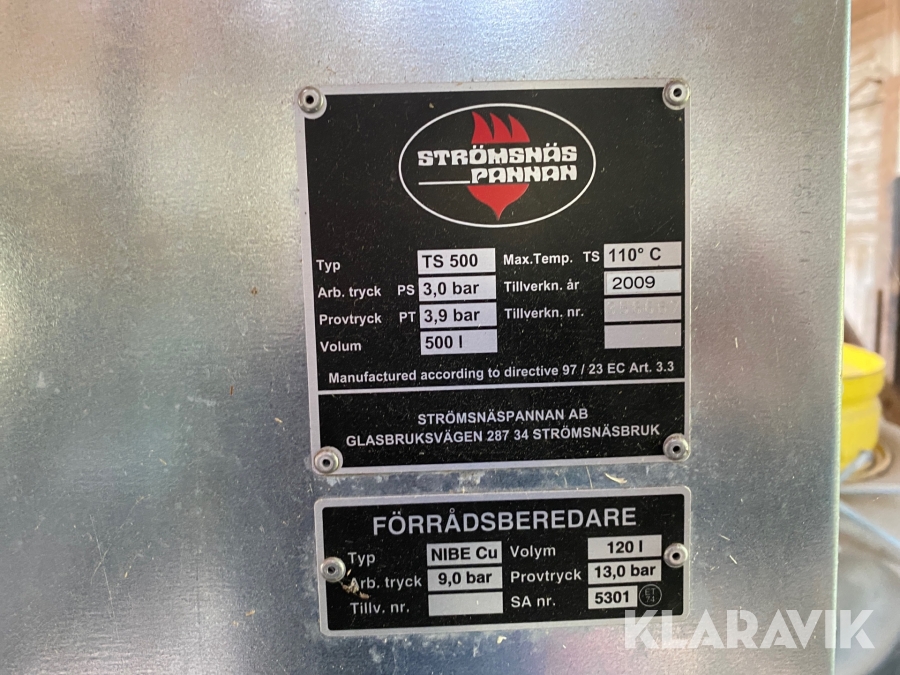 STRÖMSNÄS
PANNAN
Typ TS 500 Max.Temp. TS 110° C
Arb. tryck PS 3,0 bar Tillverkn. år 2009
Provtryck PT 3,9 bar Tillverkn. nr.
Volum 500 l
Manufactured according to directive 97 / 23 EC Art. 3.3
STRÖMSNÄSPANNAN AB
GLASBRUKSVÄGEN 287 34 STRÖMSNÄSBRUK
FÖRRÅDSBEREDARE
Typ NIBE Cu Volym 120 l
Arb. tryck 9,0 bar Provtryck 13,0 bar
Tillv. nr. SA nr. 5301
KLARAVIK